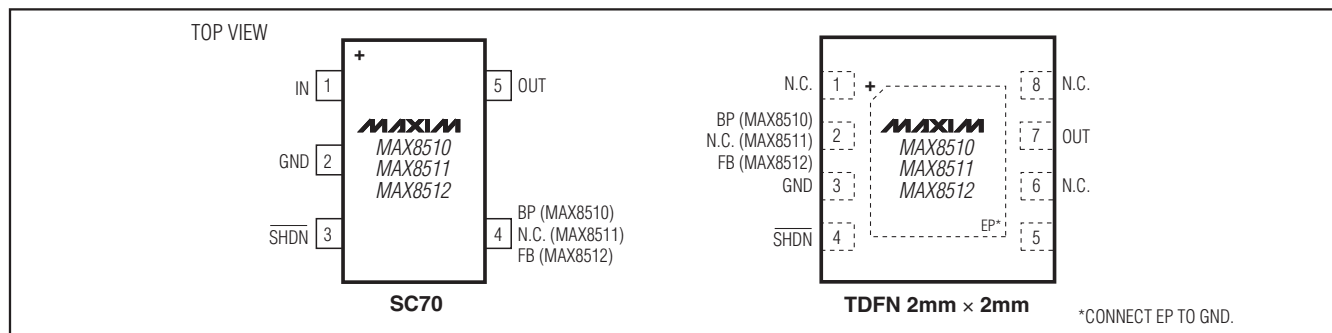 TOP VIEW
+
IN 1
5 OUT
MAXIM
MAX8510
MAX8511
MAX8512
GND 2
SHDN 3
4
BP (MAX8510)
N.C. (MAX8511)
FB (MAX8512)
SC70
N.C. 1
+
8 N.C.
BP (MAX8510)
N.C. (MAX8511)
FB (MAX8512)
2
MAXIM
MAX8510
MAX8511
MAX8512
7 OUT
GND 3
6 N.C.
SHDN 4
EP*
5
TDFN 2mm × 2mm
*CONNECT EP TO GND.